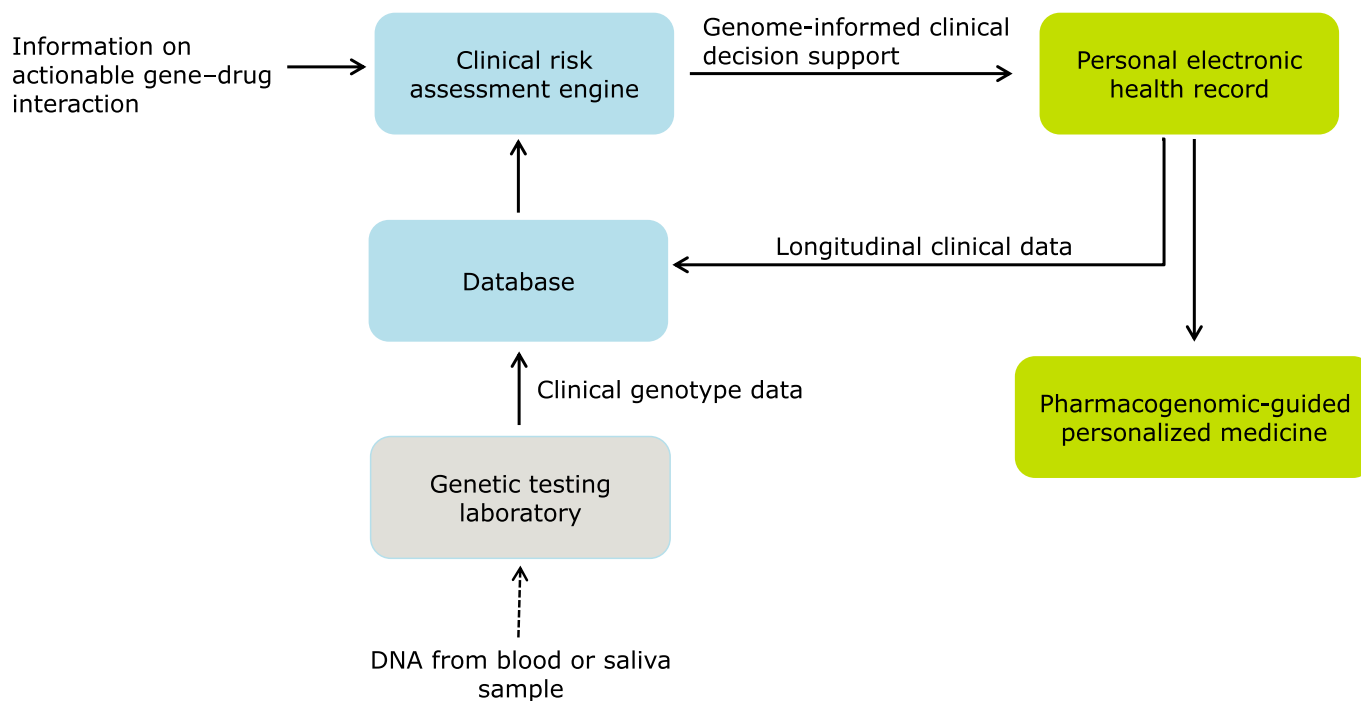 Information on
actionable gene–drug
interaction
Clinical risk
assessment engine
Genome-informed clinical
decision support
Personal electronic
health record
Database
Longitudinal clinical data
Clinical genotype data
Pharmacogenomic-guided
personalized medicine
Genetic testing
laboratory
DNA from blood or saliva
sample